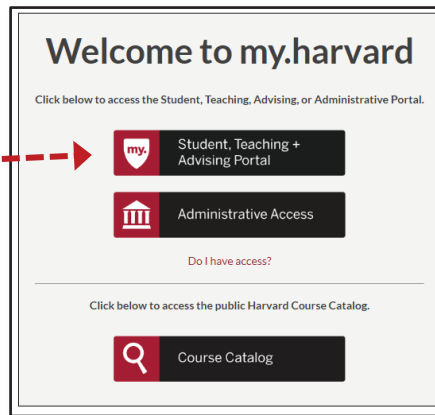 Welcome to my.harvard
Click below to access the Student, Teaching, Advising, or Administrative Portal.
my.
Student, Teaching +
Advising Portal
Administrative Access
Do I have access?
Click below to access the public Harvard Course Catalog.
Course Catalog